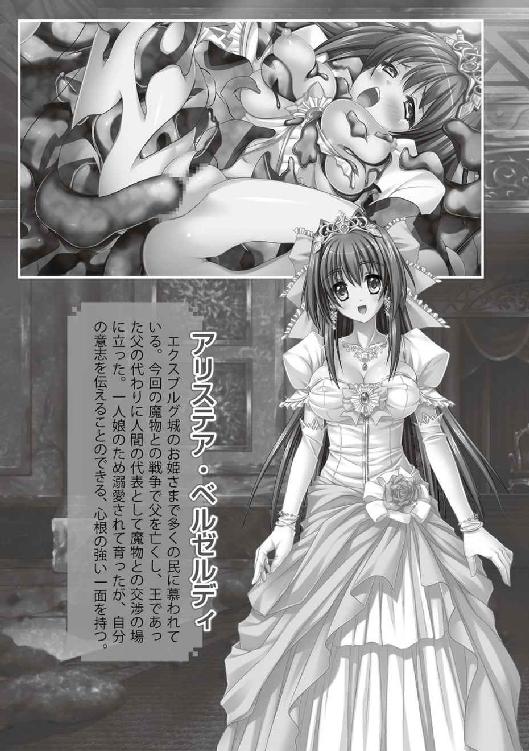 アリステア・ベルゼルディ
エクスブルグ城のお姫さまで多くの民に慕われて
いる。今回の魔物との戦争で父を亡くし、王であっ
た父の代わりに人間の代表として魔物との交渉の場
に立った。一人娘のため溺愛されて育ったが、自分
の意志を伝えることのできる、心根の強い一面を持つ。